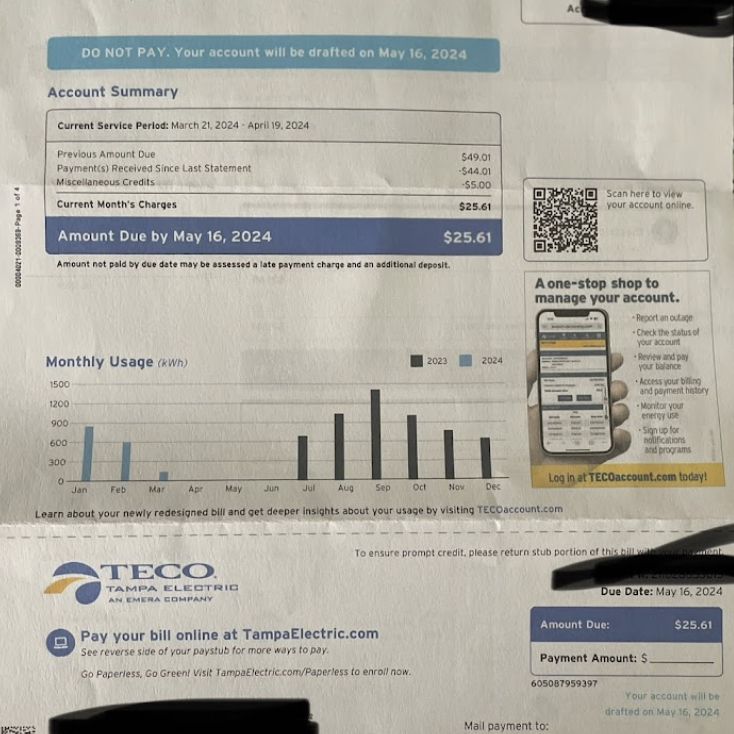 Ac
DO NOT PAY. Your account will be drafted on May 16, 2024
Account Summary
Current Service Period: March 21, 2024 - April 19, 2024
Previous Amount Due $49.01
Payment(s) Received Since Last Statement -$44.01
Miscellaneous Credits -$5.00
Current Month's Charges $25.61
Amount Due by May 16, 2024 $25.61
Amount not paid by due date may be assessed a late payment charge and an additional deposit.
Page 1 of 4
Scan here to view
your account online.
A one-stop shop to
manage your account.
• Report an outage
• Check the status of
your account
• Review and pay
your balance
• Access your billing
and payment history
• Monitor your
energy use
• Sign up for
notifications
and programs
Log in at TECOaccount.com today!
Monthly Usage (kWh)
2023 2024
1500
1200
900
600
300
0
Jan Feb Mar Apr May Jun Jul Aug Sep Oct Nov Dec
Learn about your newly redesigned bill and get deeper insights about your usage by visiting TECOaccount.com
To ensure prompt credit, please return stub portion of this bill with your payment.
TECO.
TAMPA ELECTRIC
AN EMERA COMPANY
Due Date: May 16, 2024
Amount Due: $25.61
Payment Amount: $
605087959397
Your account will be
drafted on May 16, 2024
Pay your bill online at TampaElectric.com
See reverse side of your paystub for more ways to pay.
Go Paperless, Go Green! Visit TampaElectric.com/Paperless to enroll now.
Mail payment to: